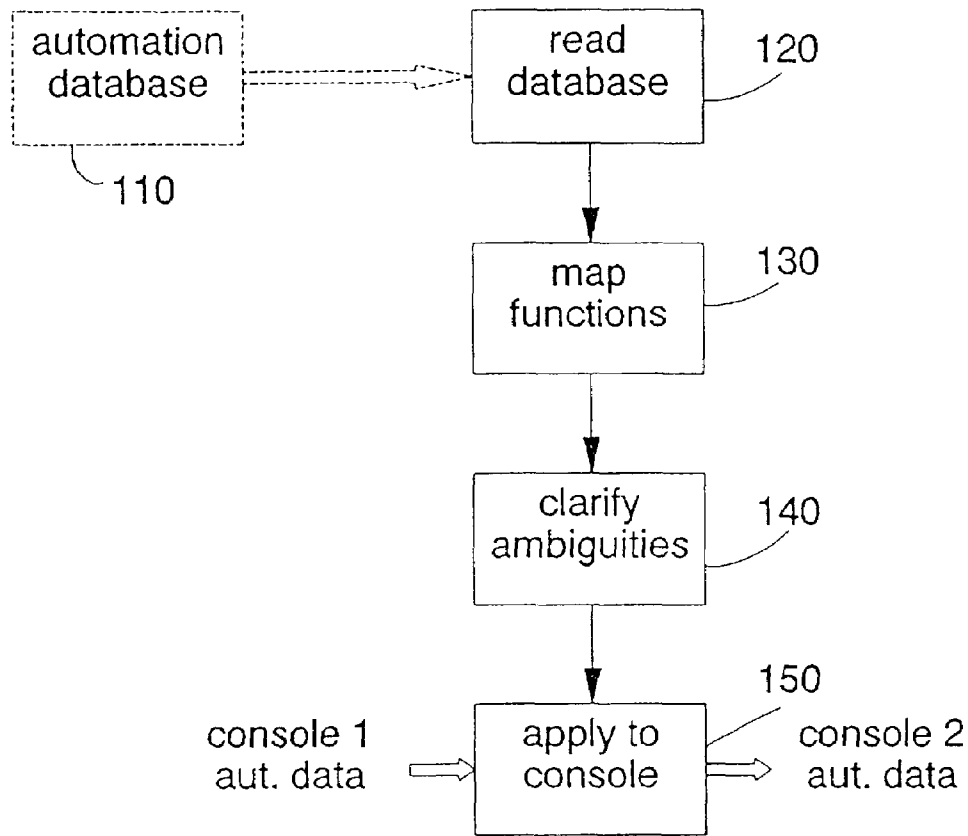 automation
database
110
read
database
120
map
functions
130
clarify
ambiguities
140
150
console 1
aut. data
apply to
console
console 2
aut. data